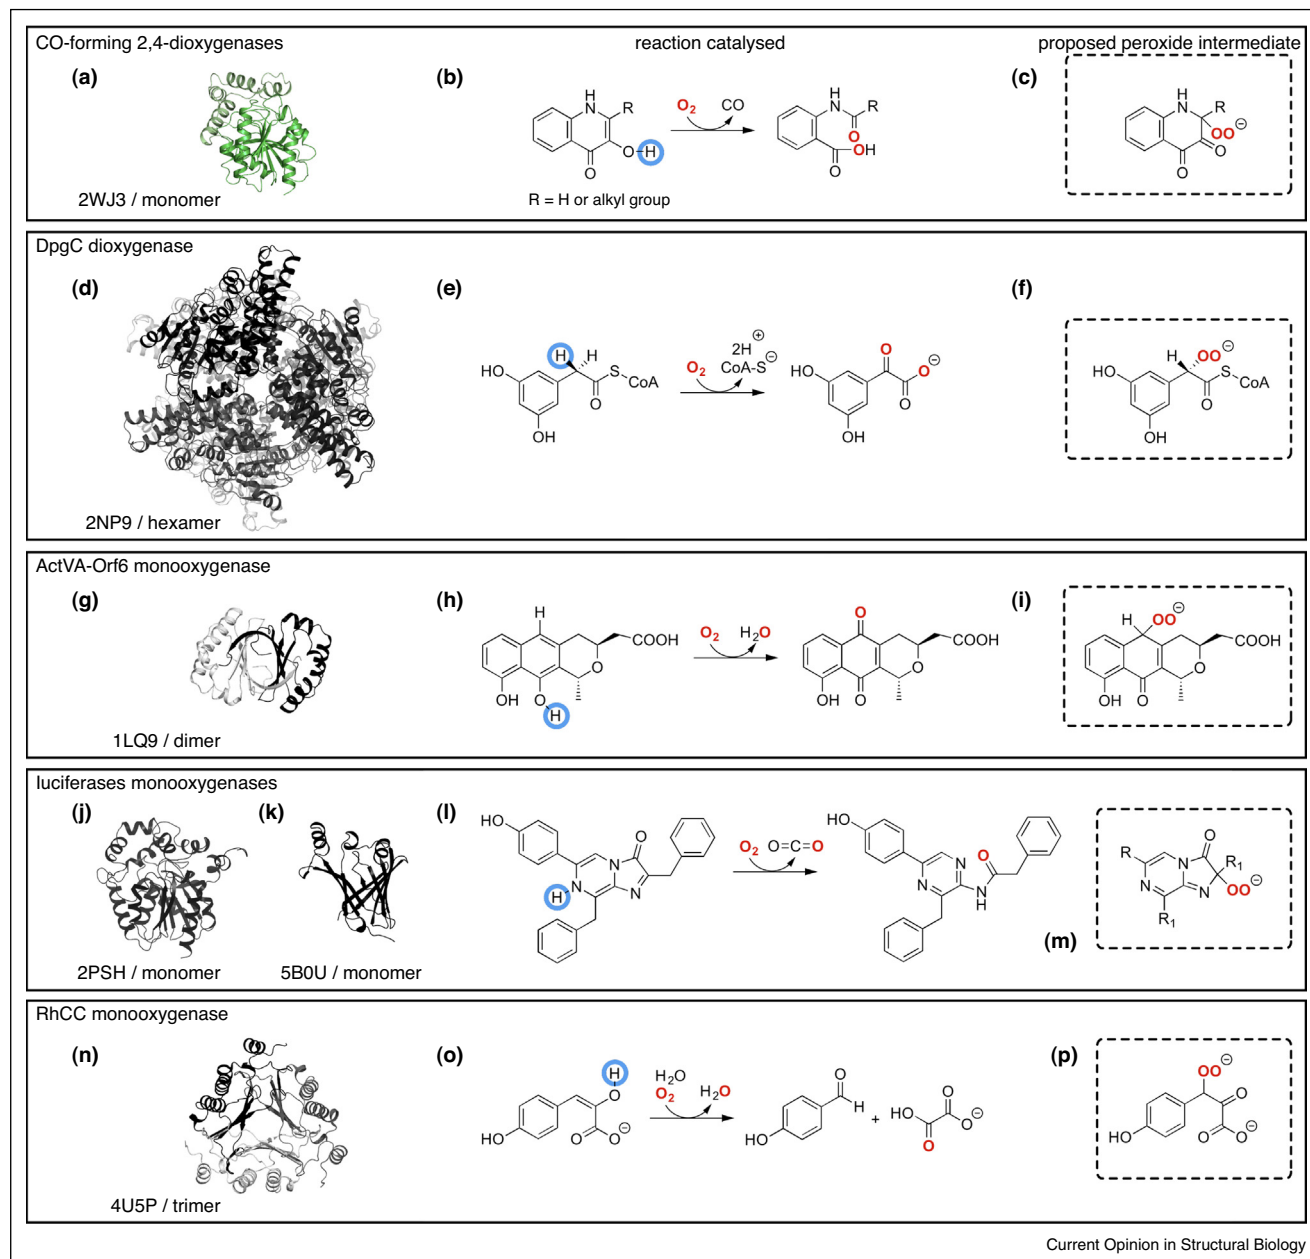 CO-forming 2,4-dioxygenases
reaction catalysed
proposed peroxide intermediate
(a)
2WJ3 / monomer
(b)
H
N
R
O
O
H
R = H or alkyl group
O2
CO
H
N
R
O
OH
O
(c)
H
N
R
OO
⊖
O
O
DpgC dioxygenase
(d)
2NP9 / hexamer
(e)
H
H
HO
S
CoA
O
OH
⊕
2H
⊖
O2
CoA-S
O
⊖
HO
O
O
OH
(f)
OO
⊖
HO
S
CoA
O
OH
ActVA-Orf6 monooxygenase
(g)
1LQ9 / dimer
(h)
H
COOH
O
OH
O
H
O2
H2O
O
COOH
O
OH
O
(i)
H
OO
⊖
COOH
O
OH
O
luciferases monooxygenases
(j)
2PSH / monomer
(k)
5B0U / monomer
(l)
HO
O
N
H
N
N
O2
O=C=O
HO
N
O
N
N
H
(m)
O
R
N
R1
N
N
OO
⊖
R1
RhCC monooxygenase
(n)
4U5P / trimer
(o)
H
O
HO
O
O
⊖
H2O
O2
H2O
O
H
HO
+
O
HO
O
⊖
O
(p)
OO
⊖
O
HO
O
O
⊖
Current Opinion in Structural Biology